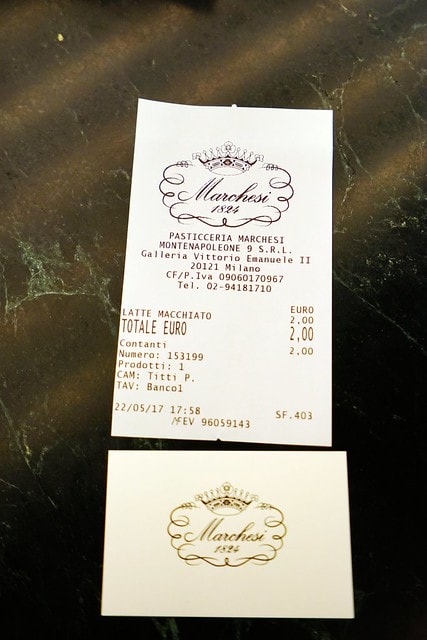 Marchesi
1824
PASTICCERIA MARCHESI
MONTENAPOLEONE 9 S.R.L.
Galleria Vittorio Emanuele II
20121 Milano
CF/P.Iva 09060170967
Tel. 02-94181710
EURO
LATTE MACCHIATO 2,00
TOTALE EURO 2,00
Contanti 2,00
Numero: 153199
Prodotti: 1
CAM: Titti P.
TAV: Banco1
22/05/17 17:58 SF.403
MFEV 96059143
Marchesi
1824